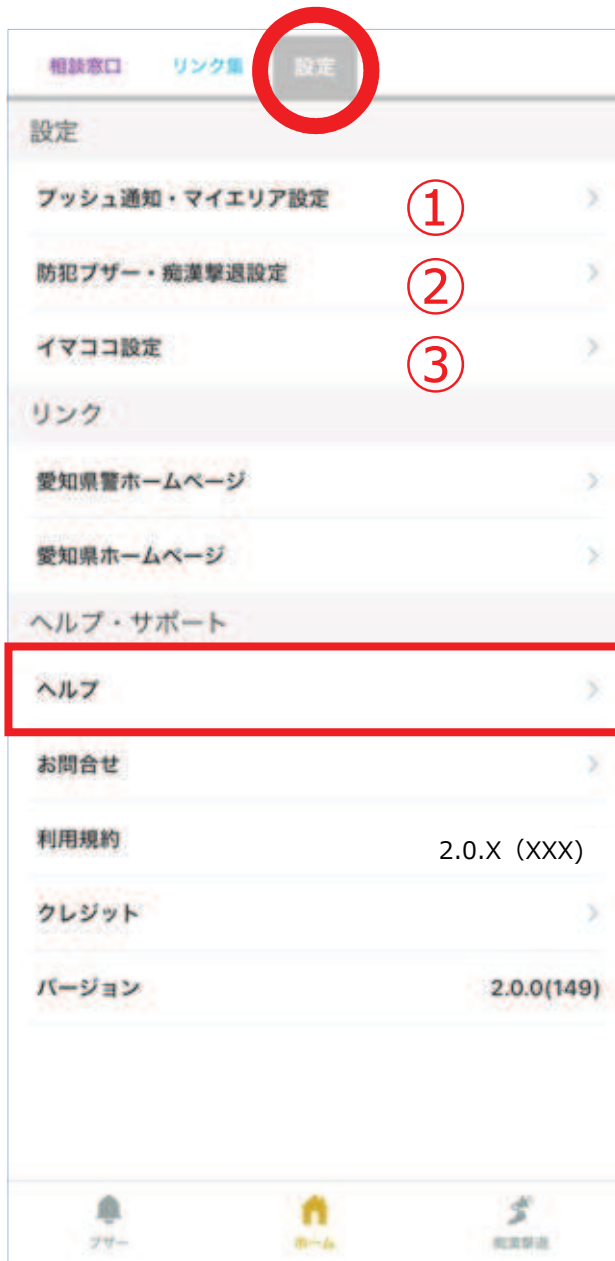 相談窓口 リンク集 設定
設定
プッシュ通知・マイエリア設定 ①
防犯ブザー・痴漢撃退設定 ②
イマココ設定 ③
リンク
愛知県警ホームページ
愛知県ホームページ
ヘルプ・サポート
ヘルプ
お問合せ
利用規約 2.0.X（XXX)
クレジット
バージョン 2.0.0(149)
ブザー ホーム 痴漢撃退